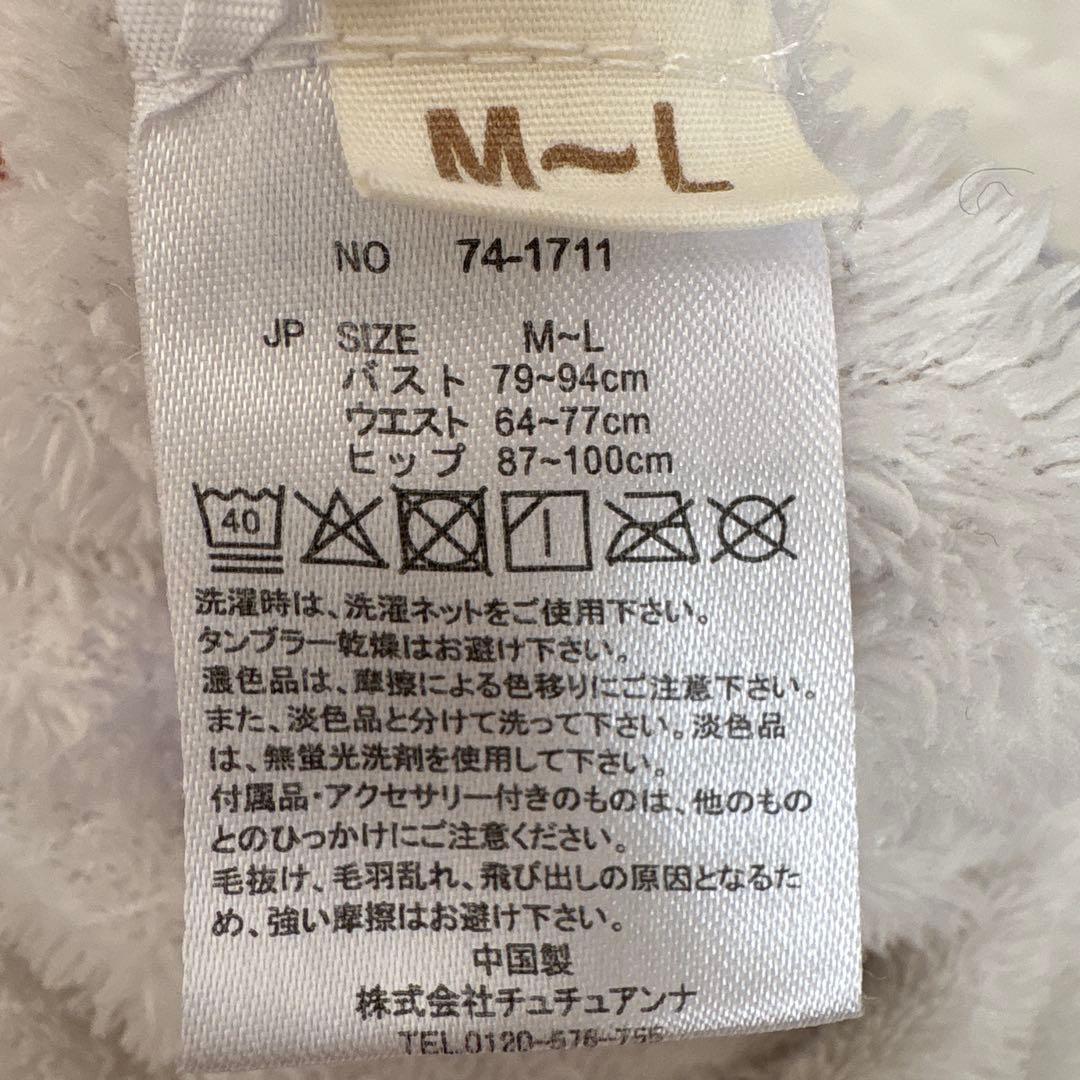 M~L
NO 74-1711
JP SIZE M~L
バスト 79~94cm
ウエスト 64~77cm
ヒップ 87~100cm
40
洗濯時は、洗濯ネットをご使用下さい。
タンブラー乾燥はお避け下さい。
濃色品は、摩擦による色移りにご注意下さい。
また、淡色品と分けて洗って下さい。淡色品
は、無蛍光洗剤を使用して下さい。
付属品・アクセサリー付きのものは、他のもの
とのひっかけにご注意ください。
毛抜け、毛羽乱れ、飛び出しの原因となるた
め、強い摩擦はお避け下さい。
中国製
株式会社チュチュアンナ
TEL.0120-576-755